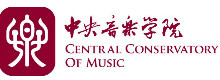 中央音乐学院
CENTRAL CONSERVATORY
OF MUSIC